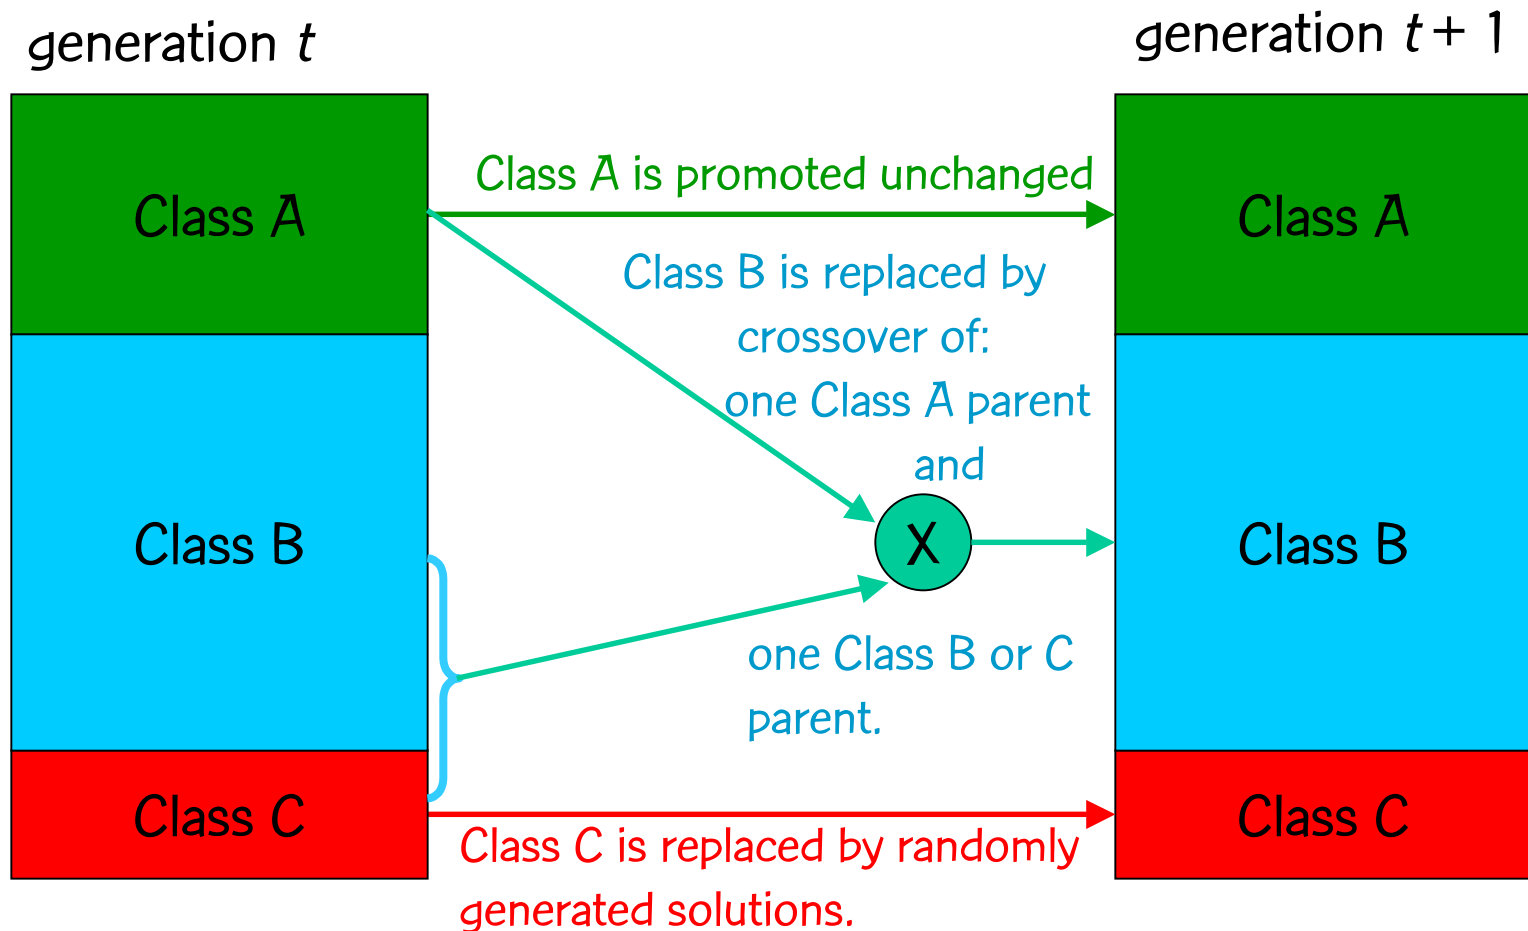 generation t
generation t + 1
Class A
Class A is promoted unchanged
Class A
Class B is replaced by
crossover of:
one Class A parent
and
Class B
X
Class B
one Class B or C
parent.
Class C
Class C is replaced by randomly
generated solutions.
Class C